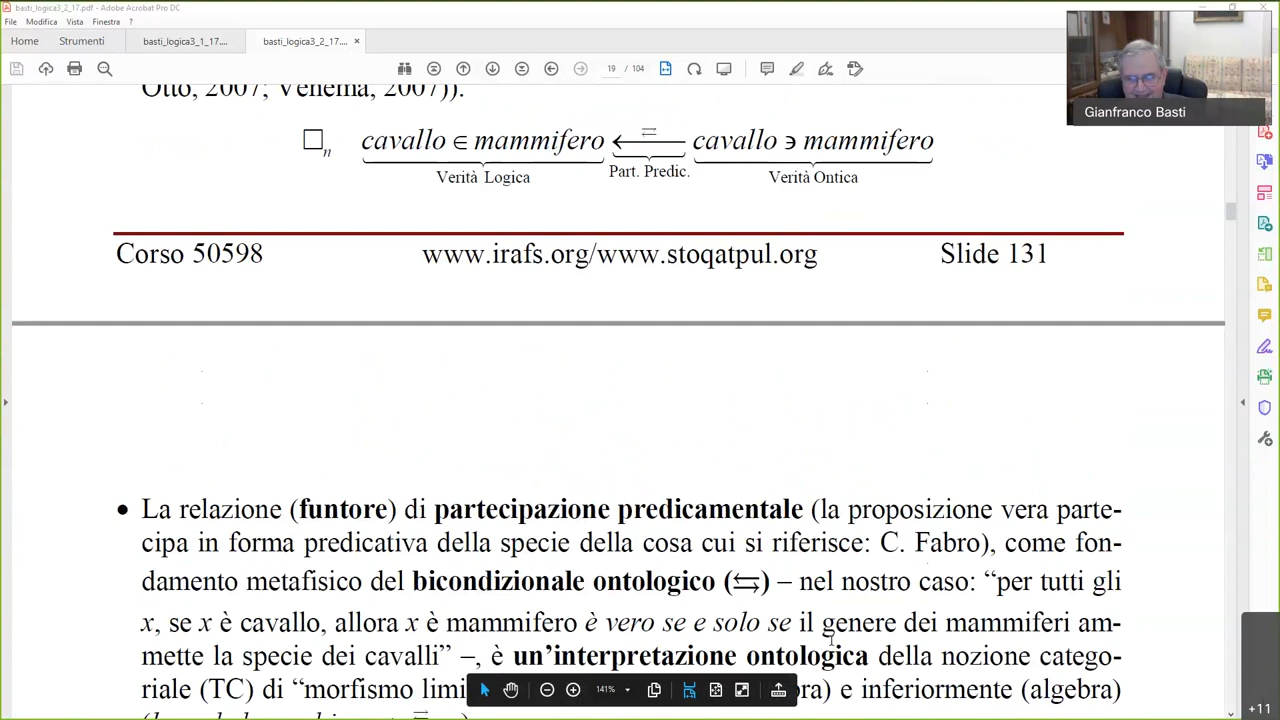 basti_logica3_2_17.pdf - Adobe Acrobat Pro DC
File Modifica Vista Finestra ?
Home Strumenti basti_logica3_1_17.... basti_logica3_2_17.... ×
19 / 104
Gianfranco Basti
Otto, 2007; Venema, 2007)).
□n cavallo ∈ mammifero ⟵⇄ cavallo ∍ mammifero
Verità Logica Part. Predic. Verità Ontica
Corso 50598 www.irafs.org/www.stoqatpul.org Slide 131
• La relazione (funtore) di partecipazione predicamentale (la proposizione vera parte-
cipa in forma predicativa della specie della cosa cui si riferisce: C. Fabro), come fon-
damento metafisico del bicondizionale ontologico (⇆) – nel nostro caso: “per tutti gli
x, se x è cavallo, allora x è mammifero è vero se e solo se il genere dei mammiferi am-
mette la specie dei cavalli” –, è un’interpretazione ontologica della nozione catego-
riale (TC) di “morfismo limi e inferiormente (algebra)
141%
+11